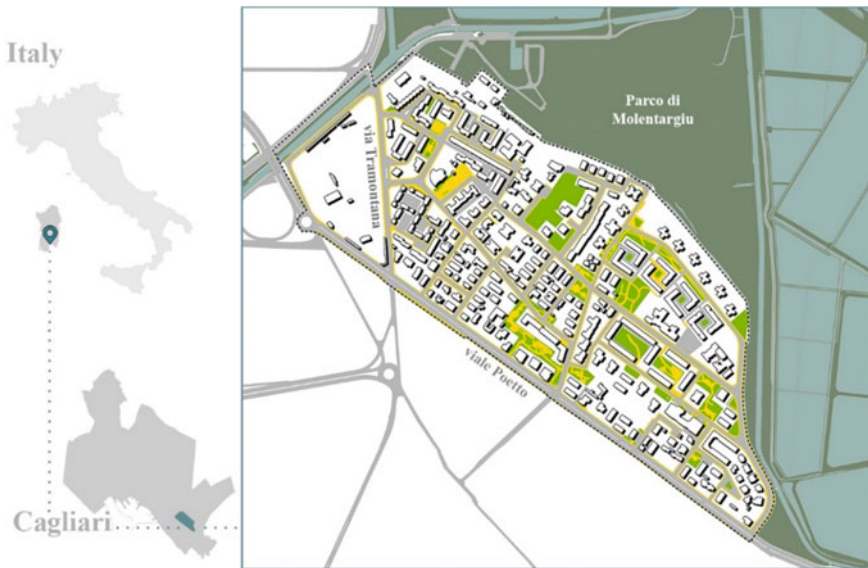 Italy
Parco di
Molentargiu
via Tramontana
viale Poetto
Cagliari